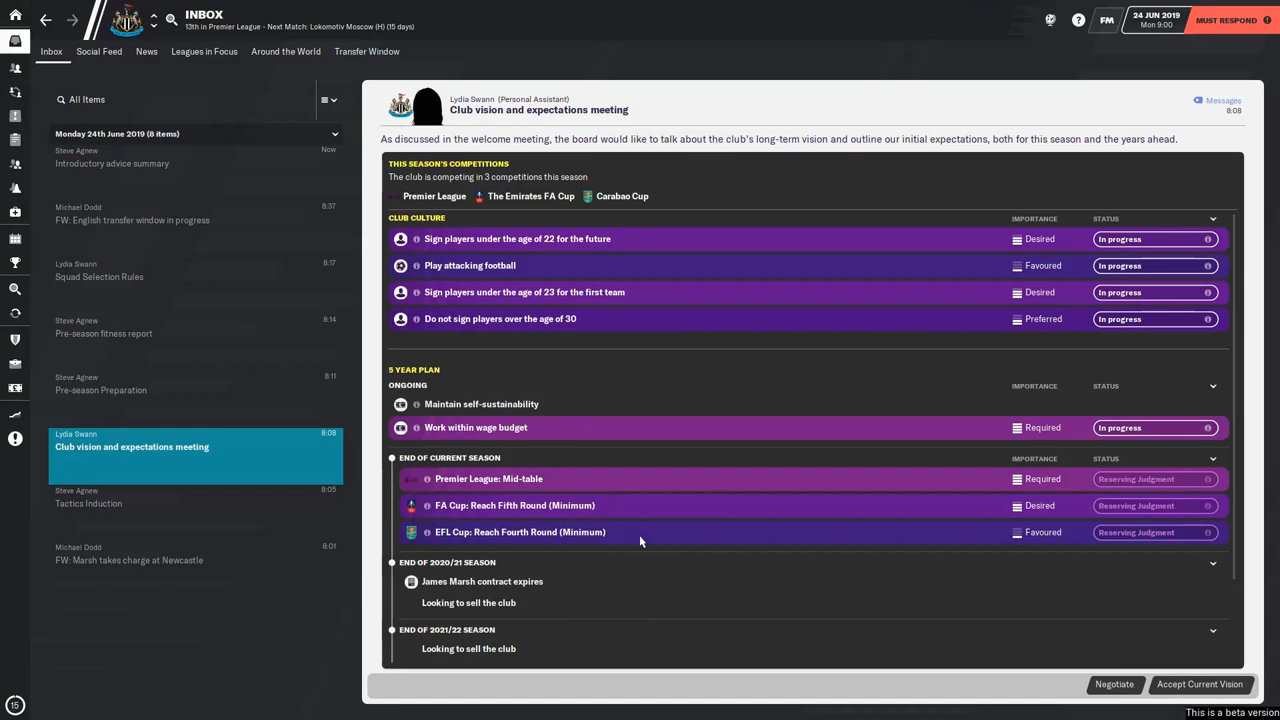 INBOX
13th in Premier League - Next Match: Lokotiv Moscow (H) (15 days)
FM
24 JUN 2019
Mon 9:00
MUST RESPOND
Inbox Social Feed News Leagues in Focus Around the World Transfer Window
All Items
Monday 24th June 2019 (8 items)
Steve Agnew Now
Introductory advice summary
Michael Dodd 8:37
FW: English transfer window in progress
Lydia Swann 8:17
Squad Selection Rules
Steve Agnew 8:14
Pre-season fitness report
Steve Agnew 8:11
Pre-season Preparation
Lydia Swann 8:08
Club vision and expectations meeting
Steve Agnew 8:05
Tactics Induction
Michael Dodd 8:01
FW: Marsh takes charge at Newcastle
15
Lydia Swann (Personal Assistant)
Club vision and expectations meeting
Messages
8:08
As discussed in the welcome meeting, the board would like to talk about the club's long-term vision and outline our initial expectations, both for this season and the years ahead.
THIS SEASON'S COMPETITIONS
The club is competing in 3 competitions this season
Premier League The Emirates FA Cup Carabao Cup
CLUB CULTURE IMPORTANCE STATUS
Sign players under the age of 22 for the future Desired In progress
Play attacking football Favoured In progress
Sign players under the age of 23 for the first team Desired In progress
Do not sign players over the age of 30 Preferred In progress
5 YEAR PLAN
ONGOING IMPORTANCE STATUS
Maintain self-sustainability
Work within wage budget Required In progress
END OF CURRENT SEASON IMPORTANCE STATUS
Premier League: Mid-table Required Reserving Judgment
FA Cup: Reach Fifth Round (Minimum) Desired Reserving Judgment
EFL Cup: Reach Fourth Round (Minimum) Favoured Reserving Judgment
END OF 2020/21 SEASON
James Marsh contract expires
Looking to sell the club
END OF 2021/22 SEASON
Looking to sell the club
Negotiate Accept Current Vision
This is a beta version